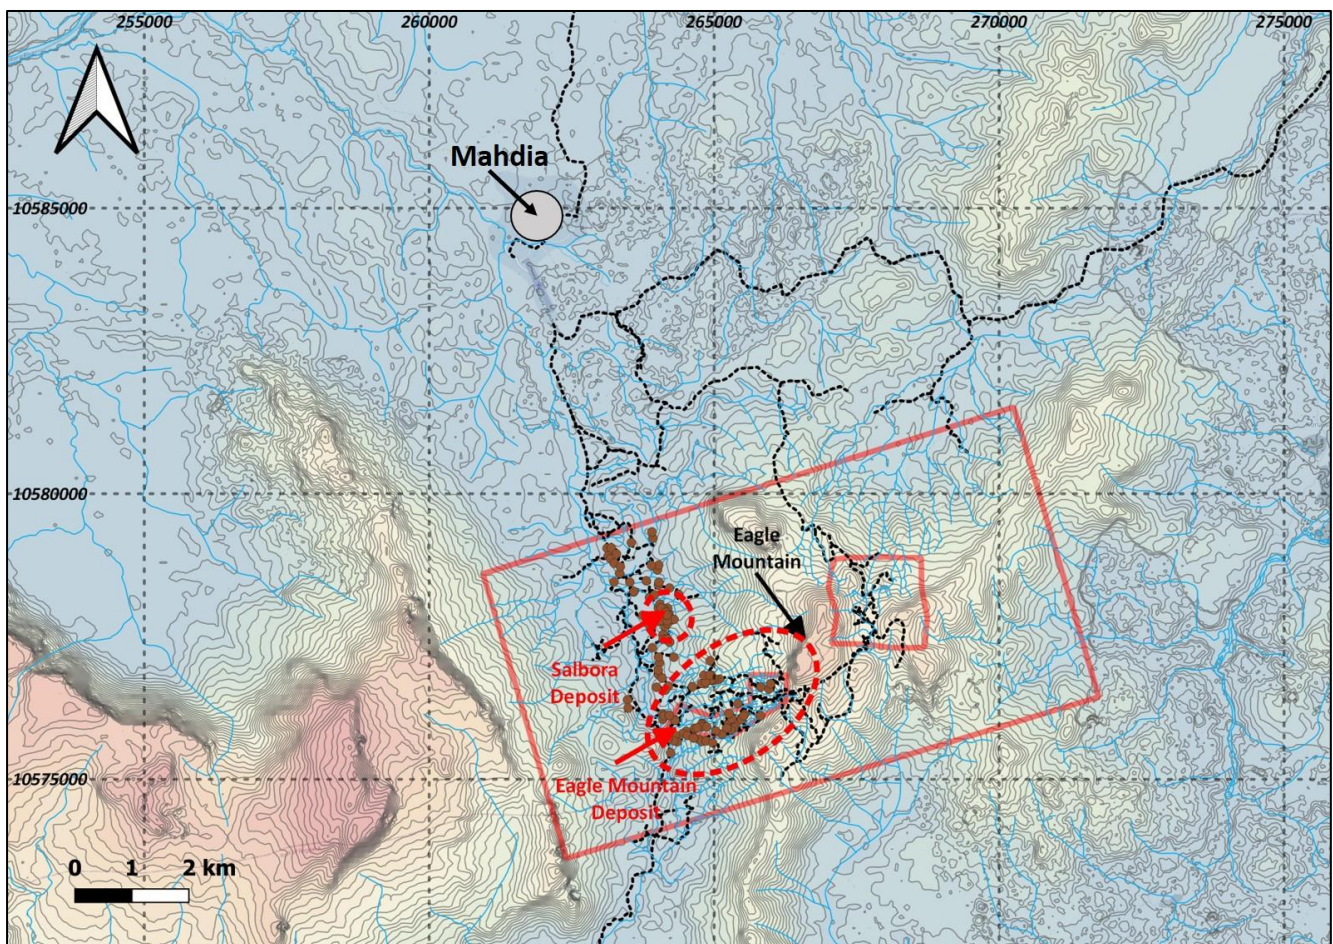 255000 260000 265000 270000 275000
Mahdia
10585000
10580000
Eagle
Mountain
Salbora
Deposit
10575000
Eagle Mountain
Deposit
0 1 2 km